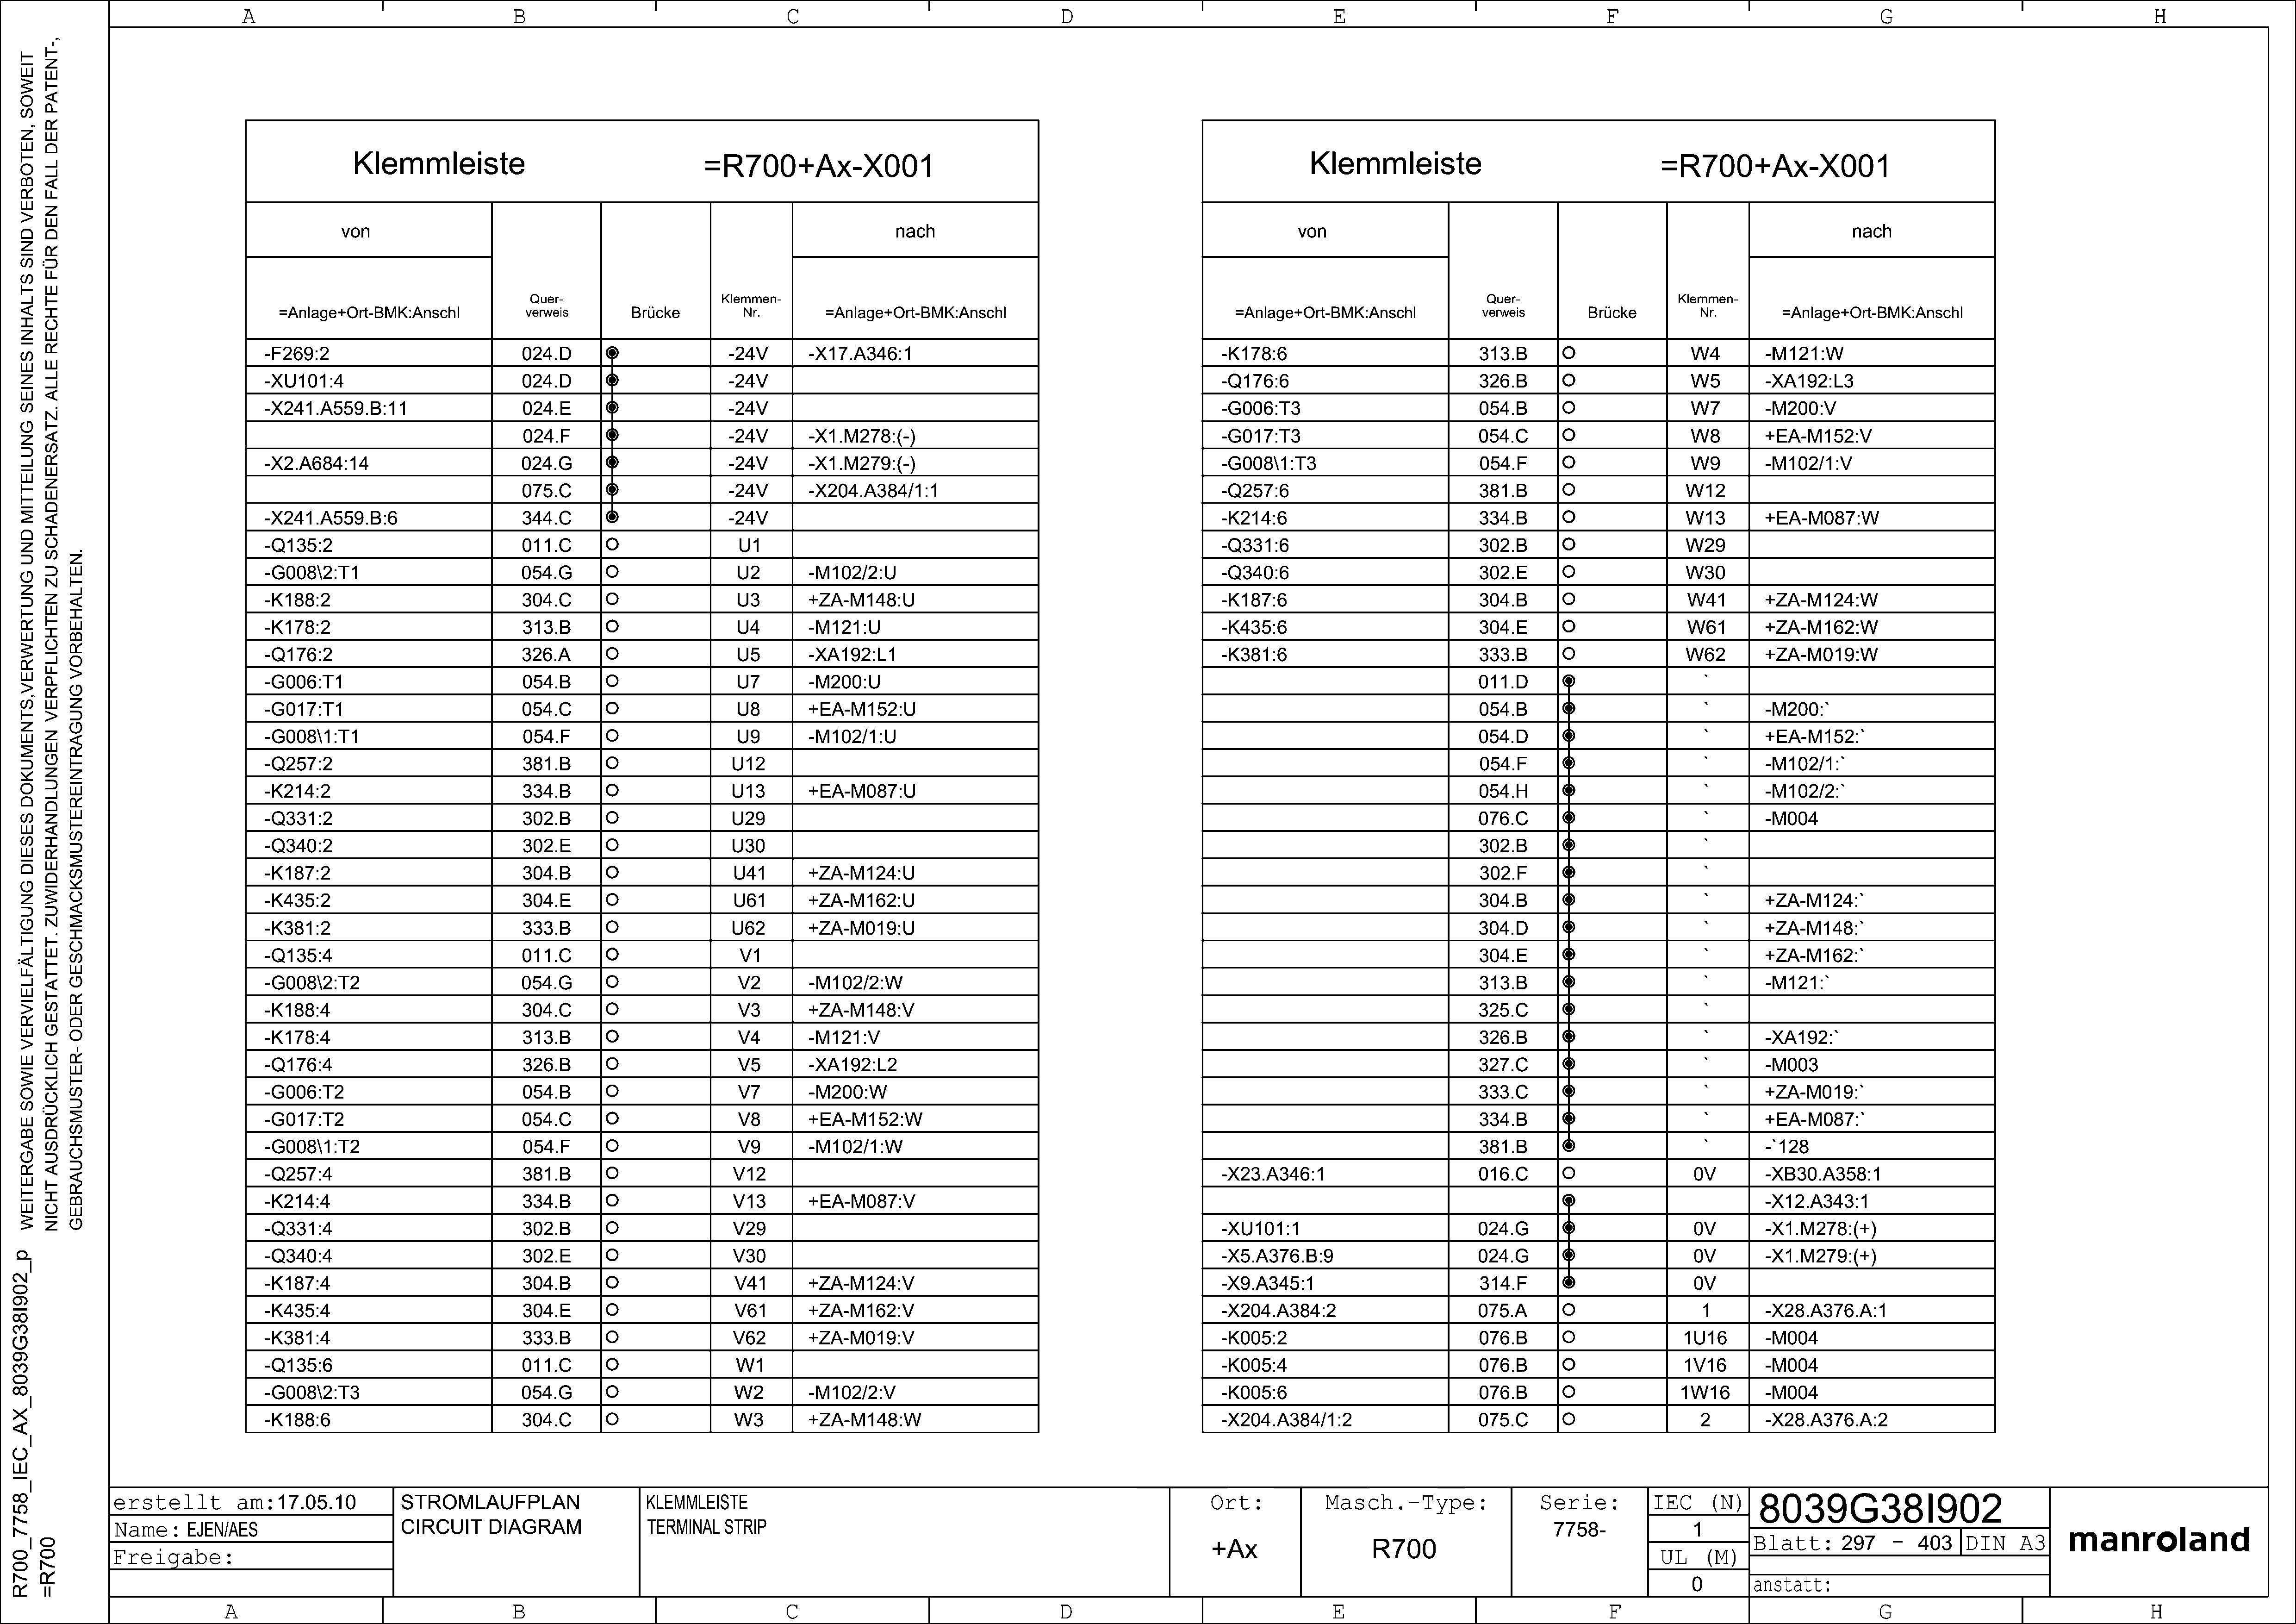 A B C D E F G H
WEITERGABE SOWIE VERVIELFÄLTIGUNG DIESES DOKUMENTS,VERWERTUNG UND MITTEILUNG SEINES INHALTS SIND VERBOTEN, SOWEIT
NICHT AUSDRÜCKLICH GESTATTET. ZUWIDERHANDLUNGEN VERPFLICHTEN ZU SCHADENERSATZ. ALLE RECHTE FÜR DEN FALL DER PATENT-,
GEBRAUCHSMUSTER- ODER GESCHMACKSMUSTEREINTRAGUNG VORBEHALTEN.
R700_7758_IEC_AX_8039G38I902_p
=R700
Klemmleiste =R700+Ax-X001
von nach
=Anlage+Ort-BMK:Anschl Quer-verweis Brücke Klemmen-Nr. =Anlage+Ort-BMK:Anschl
-F269:2 024.D -24V -X17.A346:1
-XU101:4 024.D -24V
-X241.A559.B:11 024.E -24V
024.F -24V -X1.M278:(-)
-X2.A684:14 024.G -24V -X1.M279:(-)
075.C -24V -X204.A384/1:1
-X241.A559.B:6 344.C -24V
-Q135:2 011.C U1
-G008\2:T1 054.G U2 -M102/2:U
-K188:2 304.C U3 +ZA-M148:U
-K178:2 313.B U4 -M121:U
-Q176:2 326.A U5 -XA192:L1
-G006:T1 054.B U7 -M200:U
-G017:T1 054.C U8 +EA-M152:U
-G008\1:T1 054.F U9 -M102/1:U
-Q257:2 381.B U12
-K214:2 334.B U13 +EA-M087:U
-Q331:2 302.B U29
-Q340:2 302.E U30
-K187:2 304.B U41 +ZA-M124:U
-K435:2 304.E U61 +ZA-M162:U
-K381:2 333.B U62 +ZA-M019:U
-Q135:4 011.C V1
-G008\2:T2 054.G V2 -M102/2:W
-K188:4 304.C V3 +ZA-M148:V
-K178:4 313.B V4 -M121:V
-Q176:4 326.B V5 -XA192:L2
-G006:T2 054.B V7 -M200:W
-G017:T2 054.C V8 +EA-M152:W
-G008\1:T2 054.F V9 -M102/1:W
-Q257:4 381.B V12
-K214:4 334.B V13 +EA-M087:V
-Q331:4 302.B V29
-Q340:4 302.E V30
-K187:4 304.B V41 +ZA-M124:V
-K435:4 304.E V61 +ZA-M162:V
-K381:4 333.B V62 +ZA-M019:V
-Q135:6 011.C W1
-G008\2:T3 054.G W2 -M102/2:V
-K188:6 304.C W3 +ZA-M148:W
Klemmleiste =R700+Ax-X001
von nach
=Anlage+Ort-BMK:Anschl Quer-verweis Brücke Klemmen-Nr. =Anlage+Ort-BMK:Anschl
-K178:6 313.B W4 -M121:W
-Q176:6 326.B W5 -XA192:L3
-G006:T3 054.B W7 -M200:V
-G017:T3 054.C W8 +EA-M152:V
-G008\1:T3 054.F W9 -M102/1:V
-Q257:6 381.B W12
-K214:6 334.B W13 +EA-M087:W
-Q331:6 302.B W29
-Q340:6 302.E W30
-K187:6 304.B W41 +ZA-M124:W
-K435:6 304.E W61 +ZA-M162:W
-K381:6 333.B W62 +ZA-M019:W
011.D `
054.B ` -M200:`
054.D ` +EA-M152:`
054.F ` -M102/1:`
054.H ` -M102/2:`
076.C ` -M004
302.B `
302.F `
304.B ` +ZA-M124:`
304.D ` +ZA-M148:`
304.E ` +ZA-M162:`
313.B ` -M121:`
325.C `
326.B ` -XA192:`
327.C ` -M003
333.C ` +ZA-M019:`
334.B ` +EA-M087:`
381.B ` -`128
-X23.A346:1 016.C 0V -XB30.A358:1
-X12.A343:1
-XU101:1 024.G 0V -X1.M278:(+)
-X5.A376.B:9 024.G 0V -X1.M279:(+)
-X9.A345:1 314.F 0V
-X204.A384:2 075.A 1 -X28.A376.A:1
-K005:2 076.B 1U16 -M004
-K005:4 076.B 1V16 -M004
-K005:6 076.B 1W16 -M004
-X204.A384/1:2 075.C 2 -X28.A376.A:2
erstellt am:17.05.10
Name: EJEN/AES
Freigabe:
STROMLAUFPLAN
CIRCUIT DIAGRAM
KLEMMLEISTE
TERMINAL STRIP
Ort:
+Ax
Masch.-Type:
R700
Serie:
7758-
IEC (N)
1
UL (M)
0
8039G38I902
Blatt: 297 - 403 DIN A3
anstatt:
manroland
A B C D E F G H